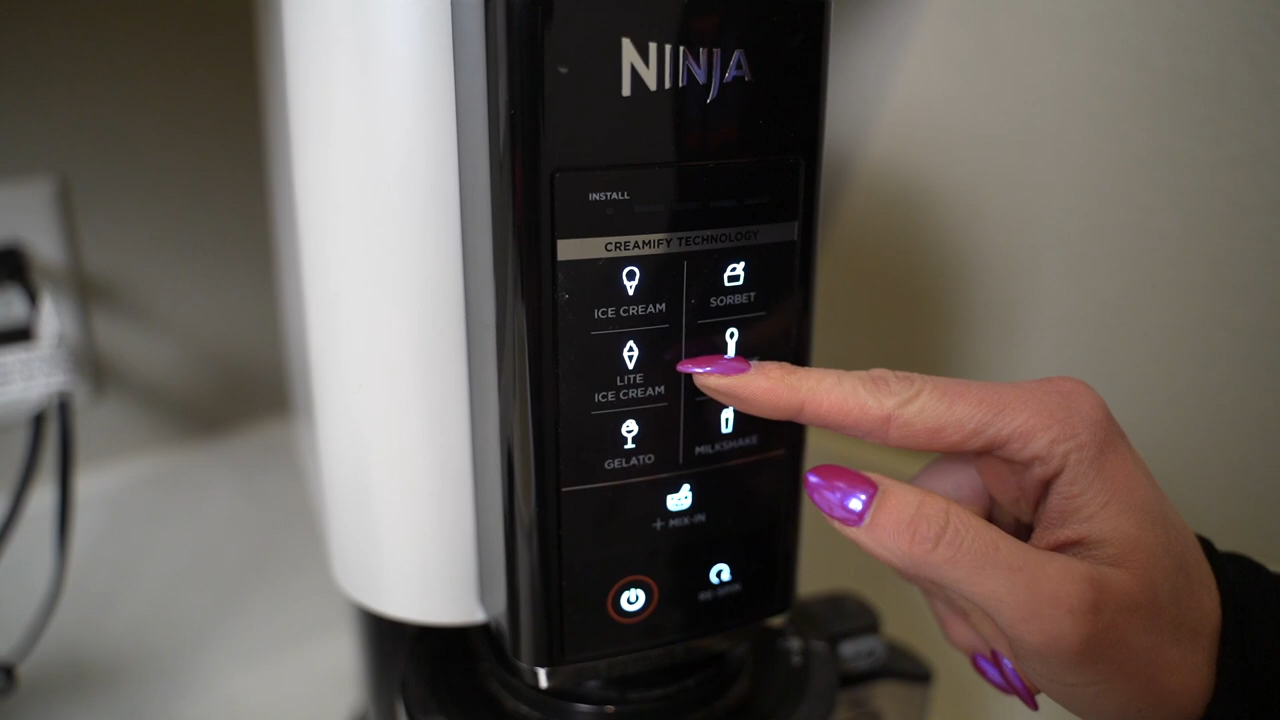 NINJA
INSTALL
CREAMIFY TECHNOLOGY
ICE CREAM
SORBET
LITE
ICE CREAM
GELATO
MILKSHAKE
+ MIX-IN
RE-SPIN